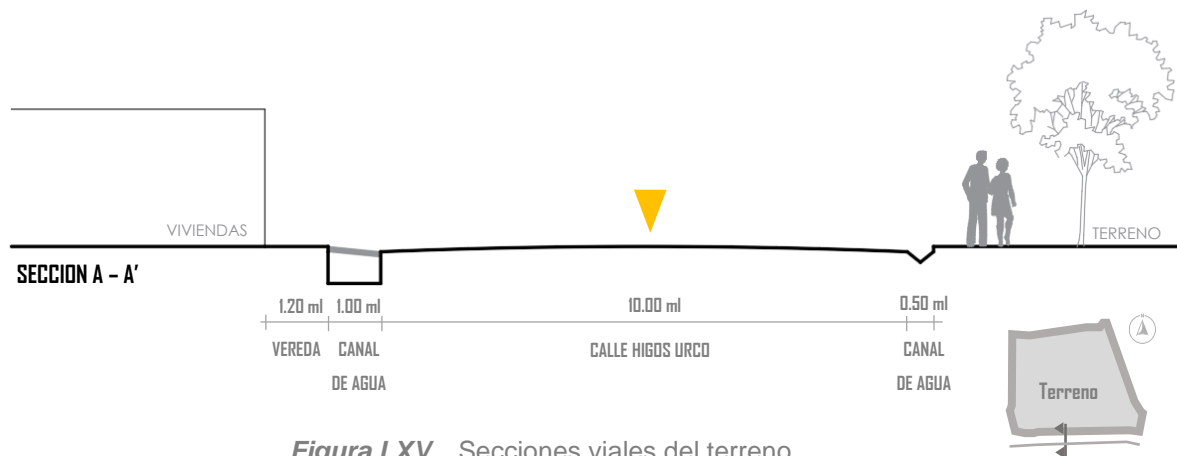 VIVIENDAS
TERRENO
SECCION A – A'
1.20 ml 1.00 ml 10.00 ml 0.50 ml
VEREDA CANAL DE AGUA CALLE HIGOS URCO CANAL DE AGUA
Terreno
Figura LXV Secciones viales del terreno